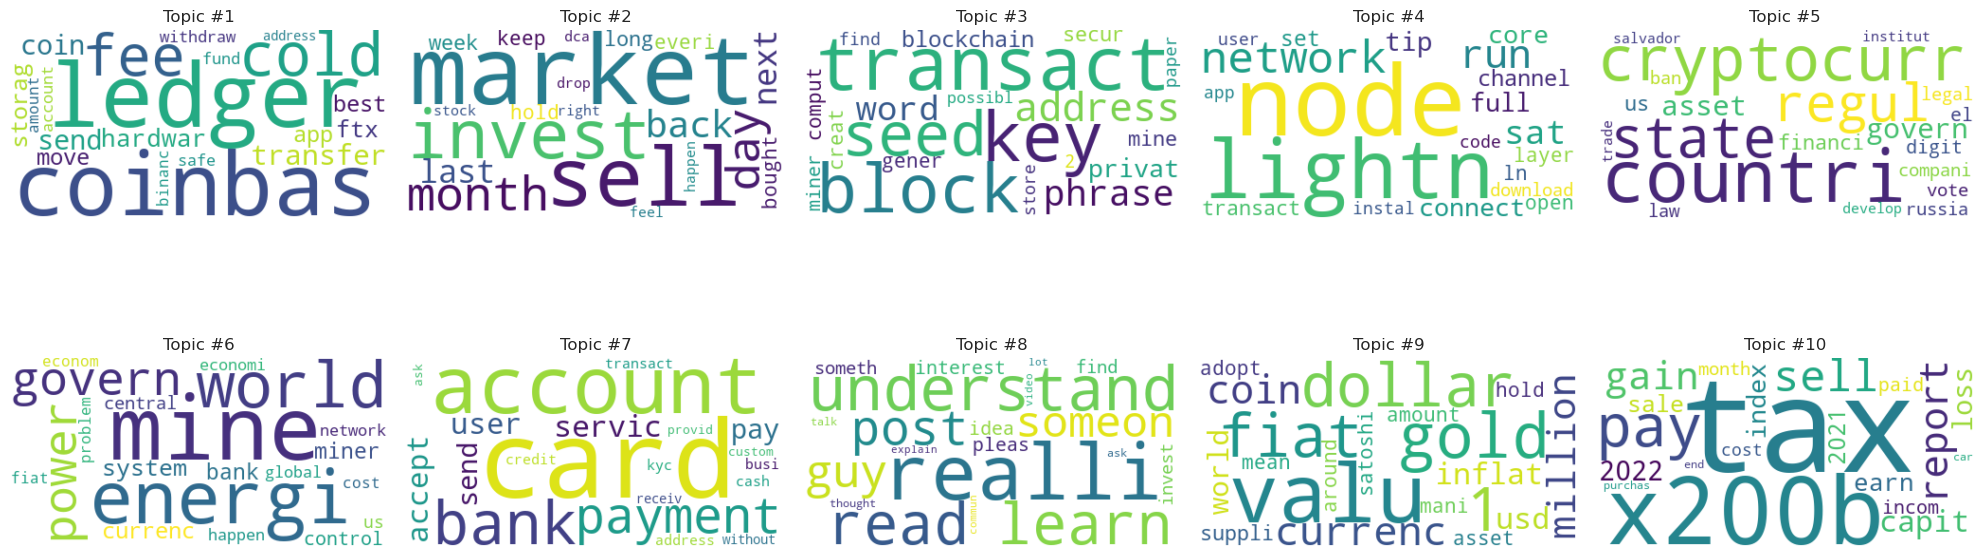 Topic #1
withdraw address
coin fee cold
fund
ledger
storag amount account
best
send hardwar app ftx
move safe transfer
binanc
coinbas
Topic #2
week keep dca long everi
market
drop
next
stock hold right
invest back
last happen day bought
month sell
feel
Topic #3
find blockchain secur
transact
paper
comput word possibl address
creat seed key mine
gener 2 privat
miner block store phrase
Topic #4
user set tip core
network run
channel
app node full
code sat
layer
lightn ln
download
transact instal connect open
Topic #5
salvador institut
cryptocurr
ban
us asset regul legal
el
trade state financi govern
digit
countri compani
vote
law develop russia
Topic #6
econom economi
govern world
central
power problem mine network
miner
system bank global
fiat energi cost
currenc happen us
control
Topic #7
transact
ask account
user servic provid pay
accept send credit card custom
kyc busi
cash
bank receiv payment
address without
Topic #8
someth interest lot find
understand
video
talk post idea someon
explain pleas ask
guy realli invest
thought
read commun learn
Topic #9
adopt coin dollar hold
fiat satoshi amount gold million
world mean around inflat
valu mani 1 usd
suppli currenc asset
Topic #10
gain month sell paid
sale index report
pay tax 2021
cost
2022 end earn car
purchas x200b incom
capit